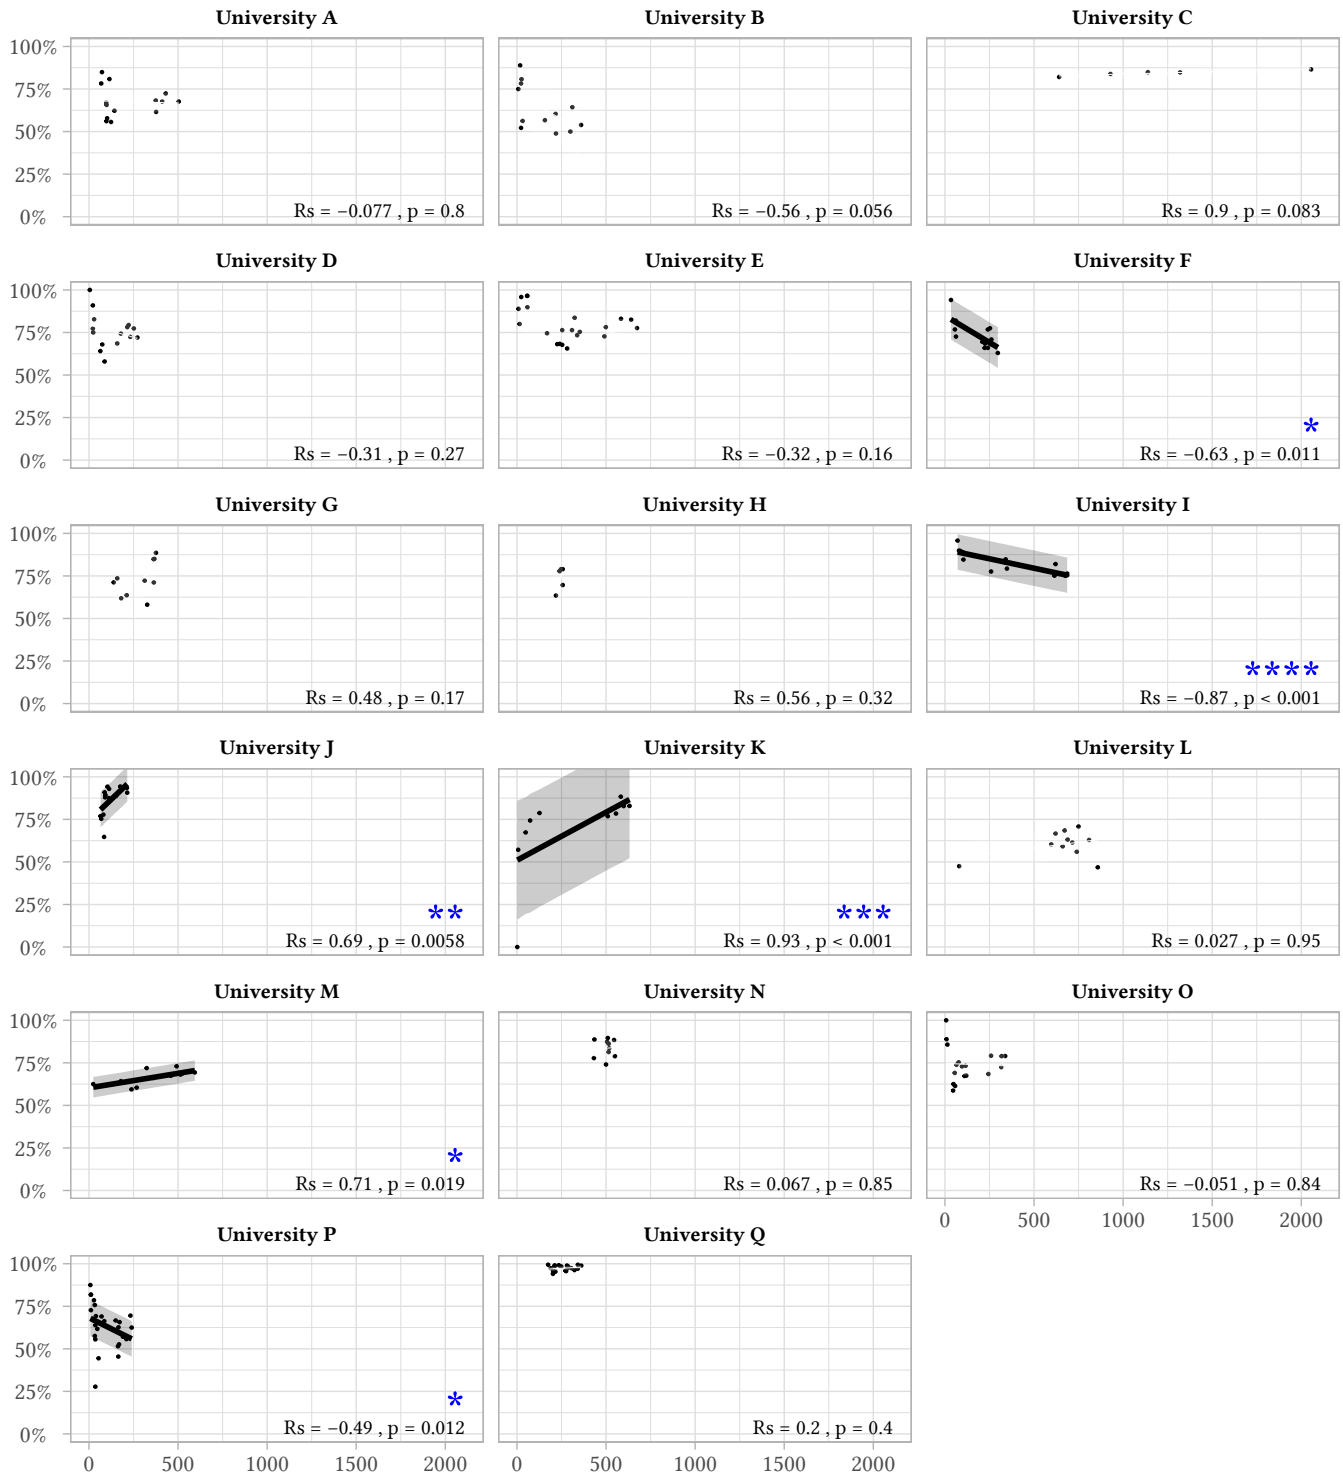 University A
University B
University C
100%
75%
50%
25%
0%
Rs = −0.077 , p = 0.8
Rs = −0.56 , p = 0.056
Rs = 0.9 , p = 0.083
University D
University E
University F
100%
75%
50%
25%
0%
*
Rs = −0.31 , p = 0.27
Rs = −0.32 , p = 0.16
Rs = −0.63 , p = 0.011
University G
University H
University I
100%
75%
50%
25%
0%
****
Rs = 0.48 , p = 0.17
Rs = 0.56 , p = 0.32
Rs = −0.87 , p < 0.001
University J
University K
University L
100%
75%
50%
25%
0%
**
***
Rs = 0.69 , p = 0.0058
Rs = 0.93 , p < 0.001
Rs = 0.027 , p = 0.95
University M
University N
University O
100%
75%
50%
25%
0%
*
Rs = 0.71 , p = 0.019
Rs = 0.067 , p = 0.85
Rs = −0.051 , p = 0.84
0 500 1000 1500 2000
University P
University Q
100%
75%
50%
25%
0%
*
Rs = −0.49 , p = 0.012
Rs = 0.2 , p = 0.4
0 500 1000 1500 2000
0 500 1000 1500 2000